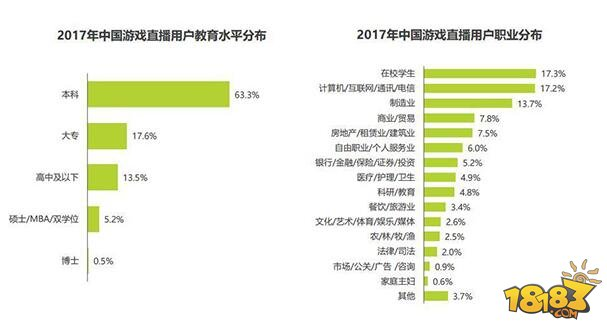 2017年中国游戏直播用户教育水平分布
本科 63.3%
大专 17.6%
高中及以下 13.5%
硕士/MBA/双学位 5.2%
博士 0.5%
2017年中国游戏直播用户职业分布
在校学生 17.3%
计算机/互联网/通讯/电信 17.2%
制造业 13.7%
商业/贸易 7.8%
房地产/租赁业/建筑业 7.5%
自由职业/个人服务业 6.0%
银行/金融/保险/证券/投资 5.2%
医疗/护理/卫生 4.9%
科研/教育 4.8%
餐饮/旅游业 3.4%
文化/艺术/体育/娱乐/媒体 2.6%
农/林/牧/渔 2.5%
法律/司法 2.0%
市场/公关/广告/咨询 0.9%
家庭主妇 0.6%
其他 3.7%
18183
.com